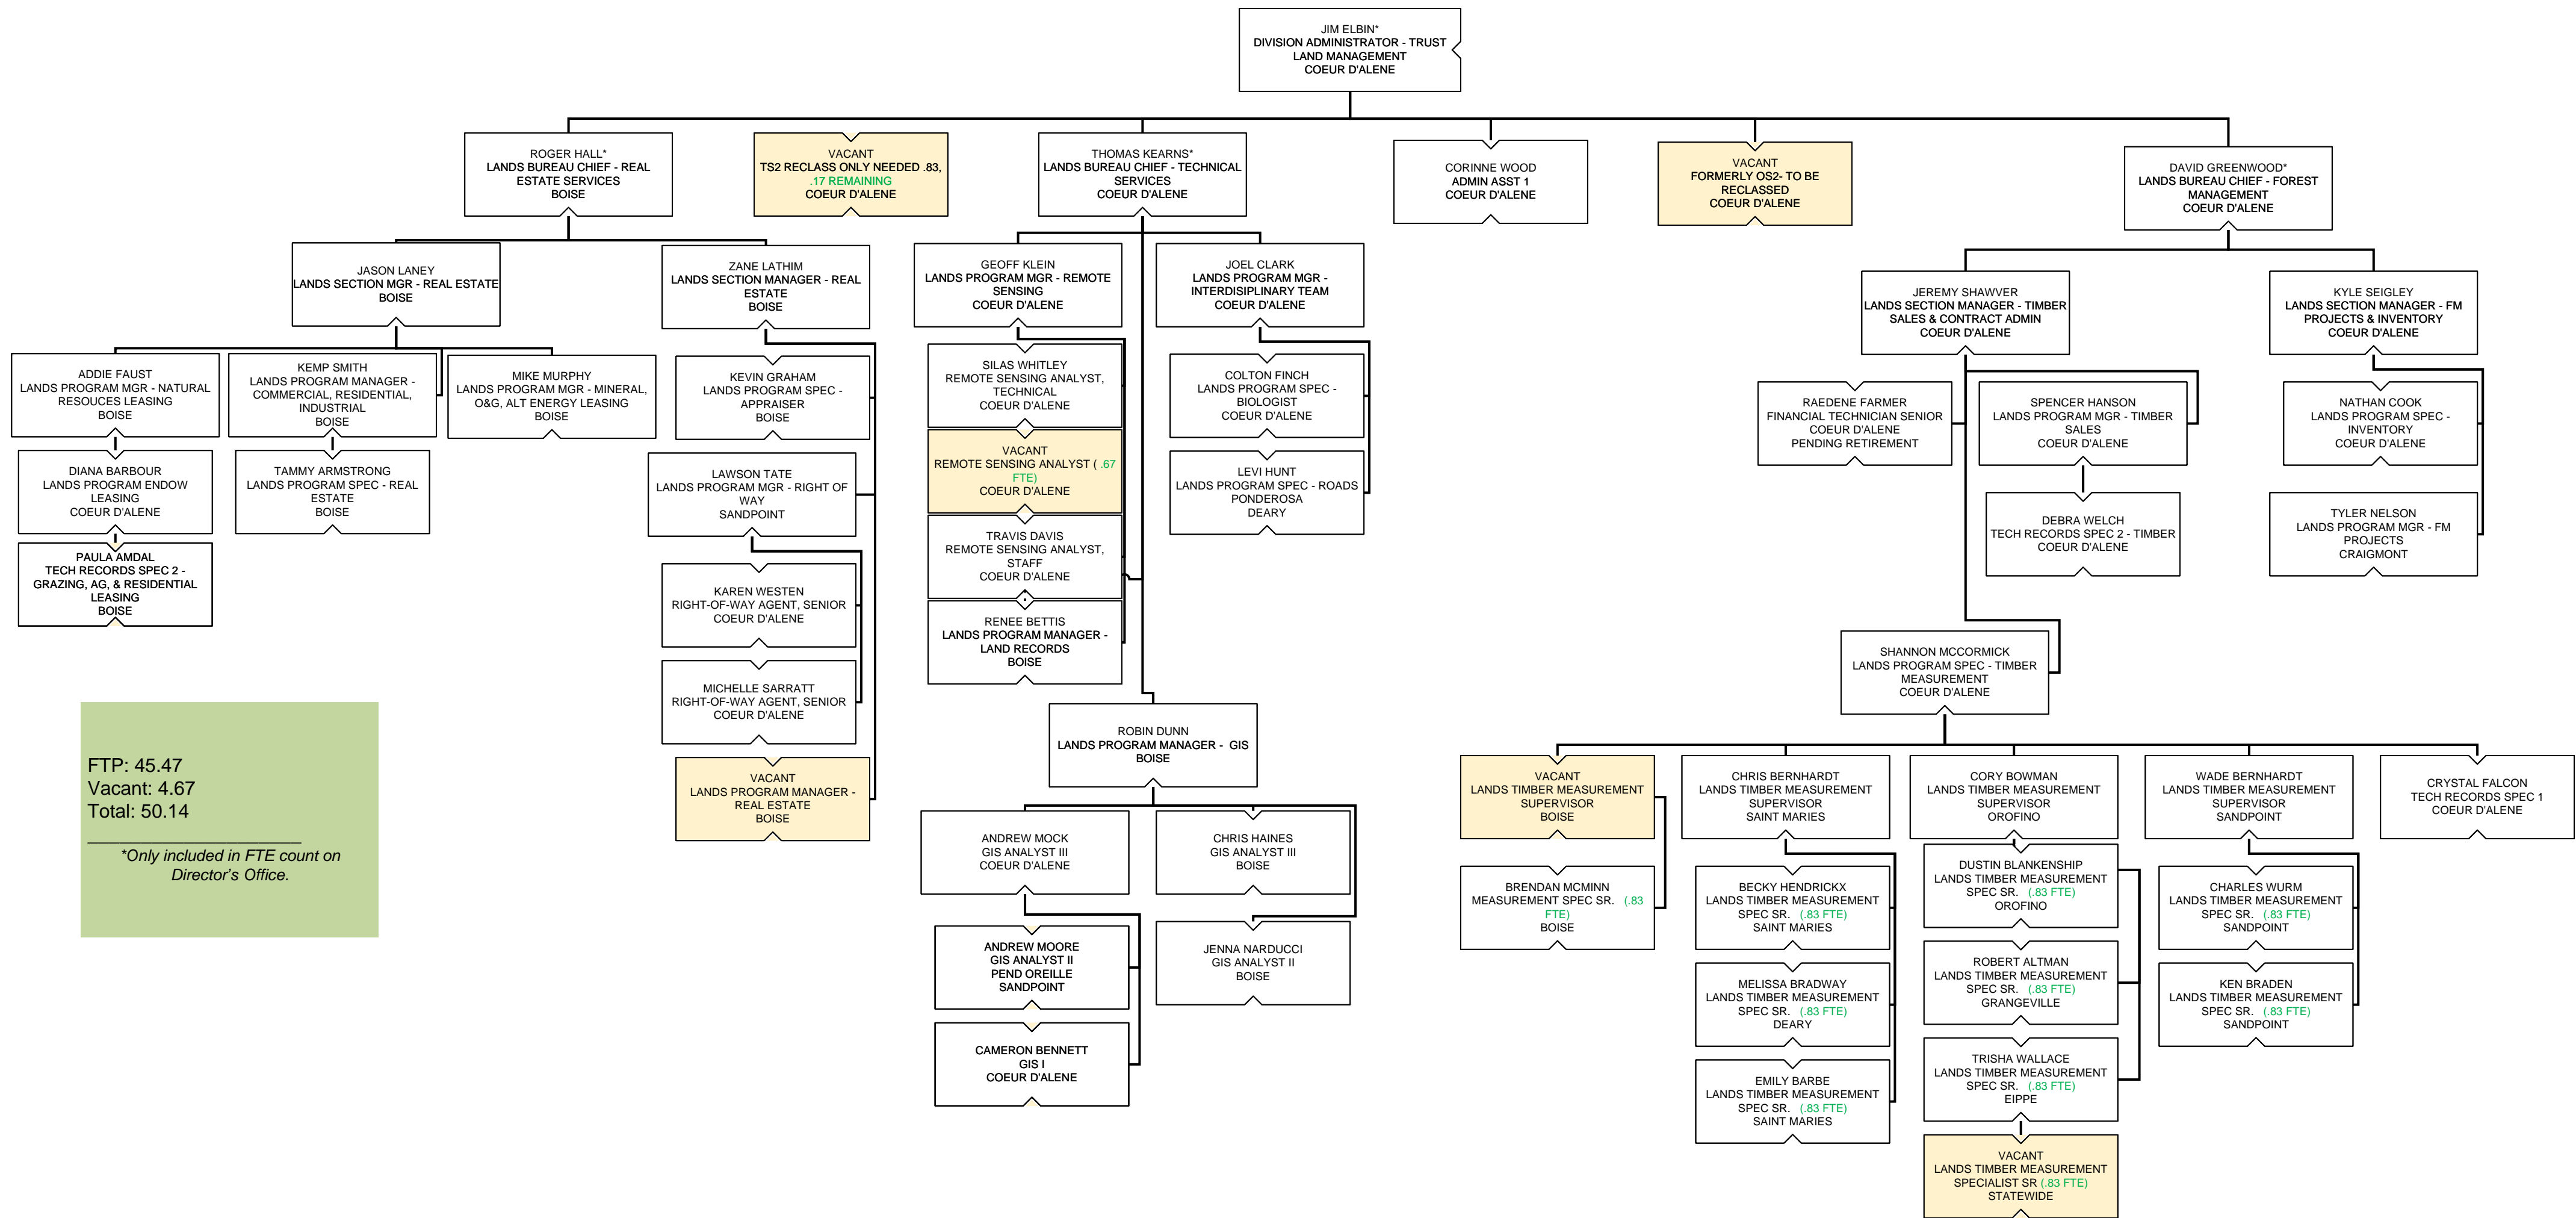 JIM ELBIN*
DIVISION ADMINISTRATOR - TRUST
LAND MANAGEMENT
COEUR D'ALENE
ROGER HALL*
LANDS BUREAU CHIEF - REAL
ESTATE SERVICES
BOISE
VACANT
TS2 RECLASS ONLY NEEDED .83,
.17 REMAINING
COEUR D'ALENE
THOMAS KEARNS*
LANDS BUREAU CHIEF - TECHNICAL
SERVICES
COEUR D'ALENE
CORINNE WOOD
ADMIN ASST 1
COEUR D'ALENE
VACANT
FORMERLY OS2- TO BE
RECLASSED
COEUR D'ALENE
DAVID GREENWOOD*
LANDS BUREAU CHIEF - FOREST
MANAGEMENT
COEUR D'ALENE
JASON LANEY
LANDS SECTION MGR - REAL ESTATE
BOISE
ZANE LATHIM
LANDS SECTION MANAGER - REAL
ESTATE
BOISE
GEOFF KLEIN
LANDS PROGRAM MGR - REMOTE
SENSING
COEUR D'ALENE
JOEL CLARK
LANDS PROGRAM MGR -
INTERDISIPLINARY TEAM
COEUR D'ALENE
JEREMY SHAWVER
LANDS SECTION MANAGER - TIMBER
SALES & CONTRACT ADMIN
COEUR D'ALENE
KYLE SEIGLEY
LANDS SECTION MANAGER - FM
PROJECTS & INVENTORY
COEUR D'ALENE
ADDIE FAUST
LANDS PROGRAM MGR - NATURAL
RESOUCES LEASING
BOISE
KEMP SMITH
LANDS PROGRAM MANAGER -
COMMERCIAL, RESIDENTIAL,
INDUSTRIAL
BOISE
MIKE MURPHY
LANDS PROGRAM MGR - MINERAL,
O&G, ALT ENERGY LEASING
BOISE
DIANA BARBOUR
LANDS PROGRAM ENDOW
LEASING
COEUR D'ALENE
TAMMY ARMSTRONG
LANDS PROGRAM SPEC - REAL
ESTATE
BOISE
PAULA AMDAL
TECH RECORDS SPEC 2 -
GRAZING, AG, & RESIDENTIAL
LEASING
BOISE
KEVIN GRAHAM
LANDS PROGRAM SPEC -
APPRAISER
BOISE
LAWSON TATE
LANDS PROGRAM MGR - RIGHT OF
WAY
SANDPOINT
KAREN WESTEN
RIGHT-OF-WAY AGENT, SENIOR
COEUR D'ALENE
MICHELLE SARRATT
RIGHT-OF-WAY AGENT, SENIOR
COEUR D'ALENE
VACANT
LANDS PROGRAM MANAGER -
REAL ESTATE
BOISE
SILAS WHITLEY
REMOTE SENSING ANALYST,
TECHNICAL
COEUR D'ALENE
VACANT
REMOTE SENSING ANALYST ( .67
FTE)
COEUR D'ALENE
TRAVIS DAVIS
REMOTE SENSING ANALYST,
STAFF
COEUR D'ALENE
RENEE BETTIS
LANDS PROGRAM MANAGER -
LAND RECORDS
BOISE
COLTON FINCH
LANDS PROGRAM SPEC -
BIOLOGIST
COEUR D'ALENE
LEVI HUNT
LANDS PROGRAM SPEC - ROADS
PONDEROSA
DEARY
ROBIN DUNN
LANDS PROGRAM MANAGER - GIS
BOISE
ANDREW MOCK
GIS ANALYST III
COEUR D'ALENE
CHRIS HAINES
GIS ANALYST III
BOISE
ANDREW MOORE
GIS ANALYST II
PEND OREILLE
SANDPOINT
JENNA NARDUCCI
GIS ANALYST II
BOISE
CAMERON BENNETT
GIS I
COEUR D'ALENE
RAEDENE FARMER
FINANCIAL TECHNICIAN SENIOR
COEUR D'ALENE
PENDING RETIREMENT
SPENCER HANSON
LANDS PROGRAM MGR - TIMBER
SALES
COEUR D'ALENE
DEBRA WELCH
TECH RECORDS SPEC 2 - TIMBER
COEUR D'ALENE
NATHAN COOK
LANDS PROGRAM SPEC -
INVENTORY
COEUR D'ALENE
TYLER NELSON
LANDS PROGRAM MGR - FM
PROJECTS
CRAIGMONT
SHANNON MCCORMICK
LANDS PROGRAM SPEC - TIMBER
MEASUREMENT
COEUR D'ALENE
VACANT
LANDS TIMBER MEASUREMENT
SUPERVISOR
BOISE
CHRIS BERNHARDT
LANDS TIMBER MEASUREMENT
SUPERVISOR
SAINT MARIES
CORY BOWMAN
LANDS TIMBER MEASUREMENT
SUPERVISOR
OROFINO
WADE BERNHARDT
LANDS TIMBER MEASUREMENT
SUPERVISOR
SANDPOINT
CRYSTAL FALCON
TECH RECORDS SPEC 1
COEUR D'ALENE
BRENDAN MCMINN
MEASUREMENT SPEC SR. (.83
FTE)
BOISE
BECKY HENDRICKX
LANDS TIMBER MEASUREMENT
SPEC SR. (.83 FTE)
SAINT MARIES
MELISSA BRADWAY
LANDS TIMBER MEASUREMENT
SPEC SR. (.83 FTE)
DEARY
EMILY BARBE
LANDS TIMBER MEASUREMENT
SPEC SR. (.83 FTE)
SAINT MARIES
DUSTIN BLANKENSHIP
LANDS TIMBER MEASUREMENT
SPEC SR. (.83 FTE)
OROFINO
ROBERT ALTMAN
LANDS TIMBER MEASUREMENT
SPEC SR. (.83 FTE)
GRANGEVILLE
TRISHA WALLACE
LANDS TIMBER MEASUREMENT
SPEC SR. (.83 FTE)
EIPPE
VACANT
LANDS TIMBER MEASUREMENT
SPECIALIST SR (.83 FTE)
STATEWIDE
CHARLES WURM
LANDS TIMBER MEASUREMENT
SPEC SR. (.83 FTE)
SANDPOINT
KEN BRADEN
LANDS TIMBER MEASUREMENT
SPEC SR. (.83 FTE)
SANDPOINT
FTP: 45.47
Vacant: 4.67
Total: 50.14
*Only included in FTE count on
Director's Office.